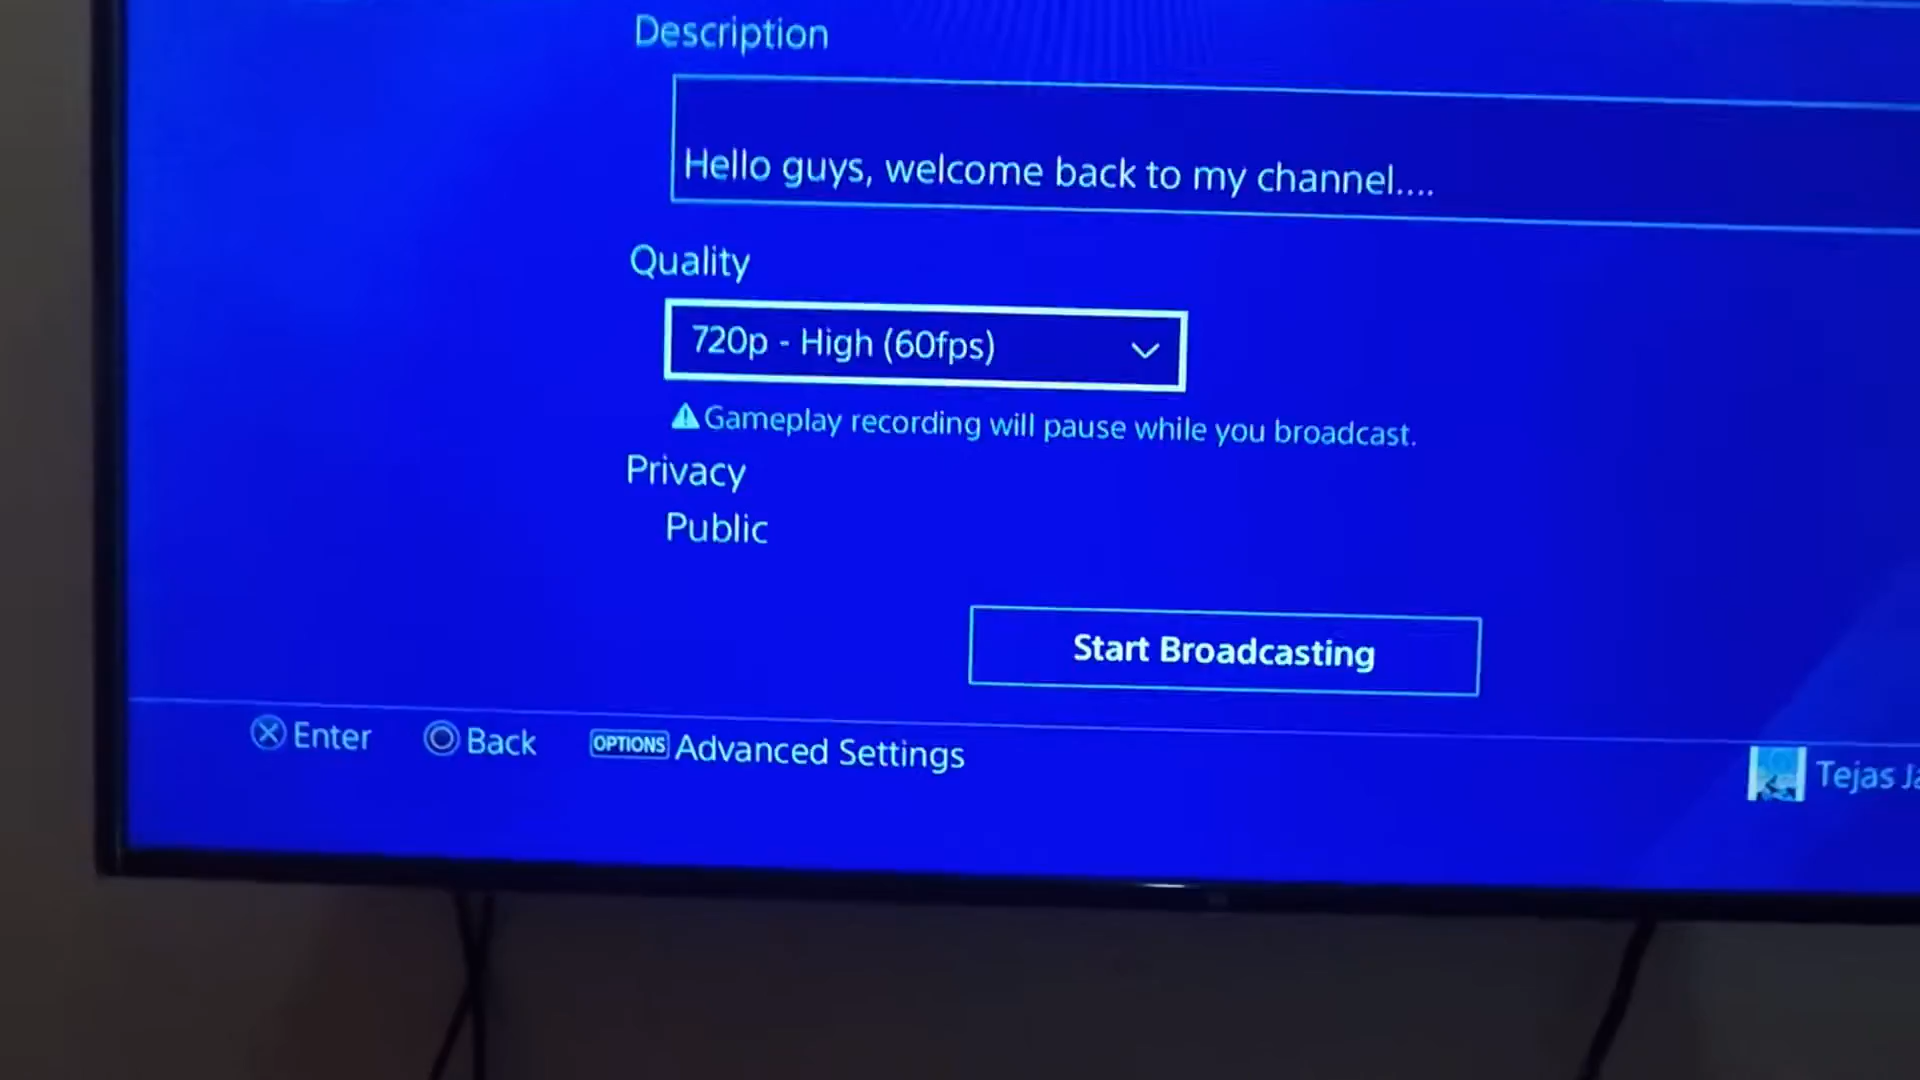 Description
Hello guys, welcome back to my channel....
Quality
720p - High (60fps)
Gameplay recording will pause while you broadcast.
Privacy
Public
Start Broadcasting
Enter
Back
OPTIONS Advanced Settings
Tejas